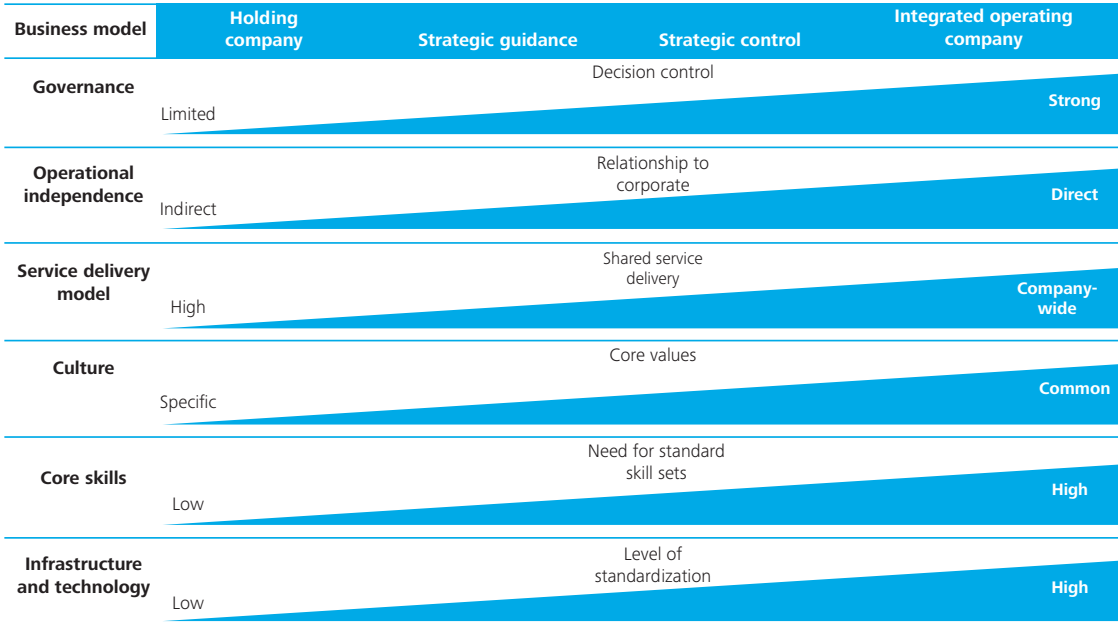 Business model
Holding
company
Strategic guidance
Strategic control
Integrated operating
company
Governance
Decision control
Limited
Strong
Operational
independence
Relationship to
corporate
Indirect
Direct
Service delivery
model
Shared service
delivery
High
Company-
wide
Culture
Core values
Specific
Common
Core skills
Need for standard
skill sets
Low
High
Infrastructure
and technology
Level of
standardization
Low
High